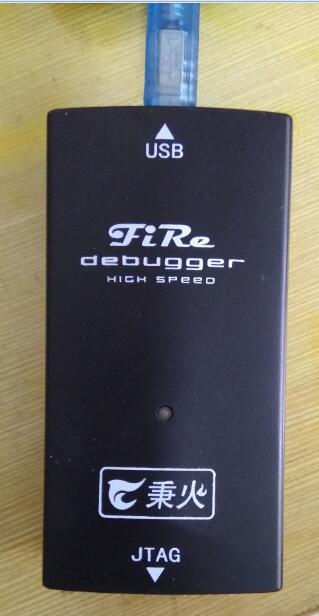 USB
FiRe
debugger
HIGH SPEED
秉火
JTAG